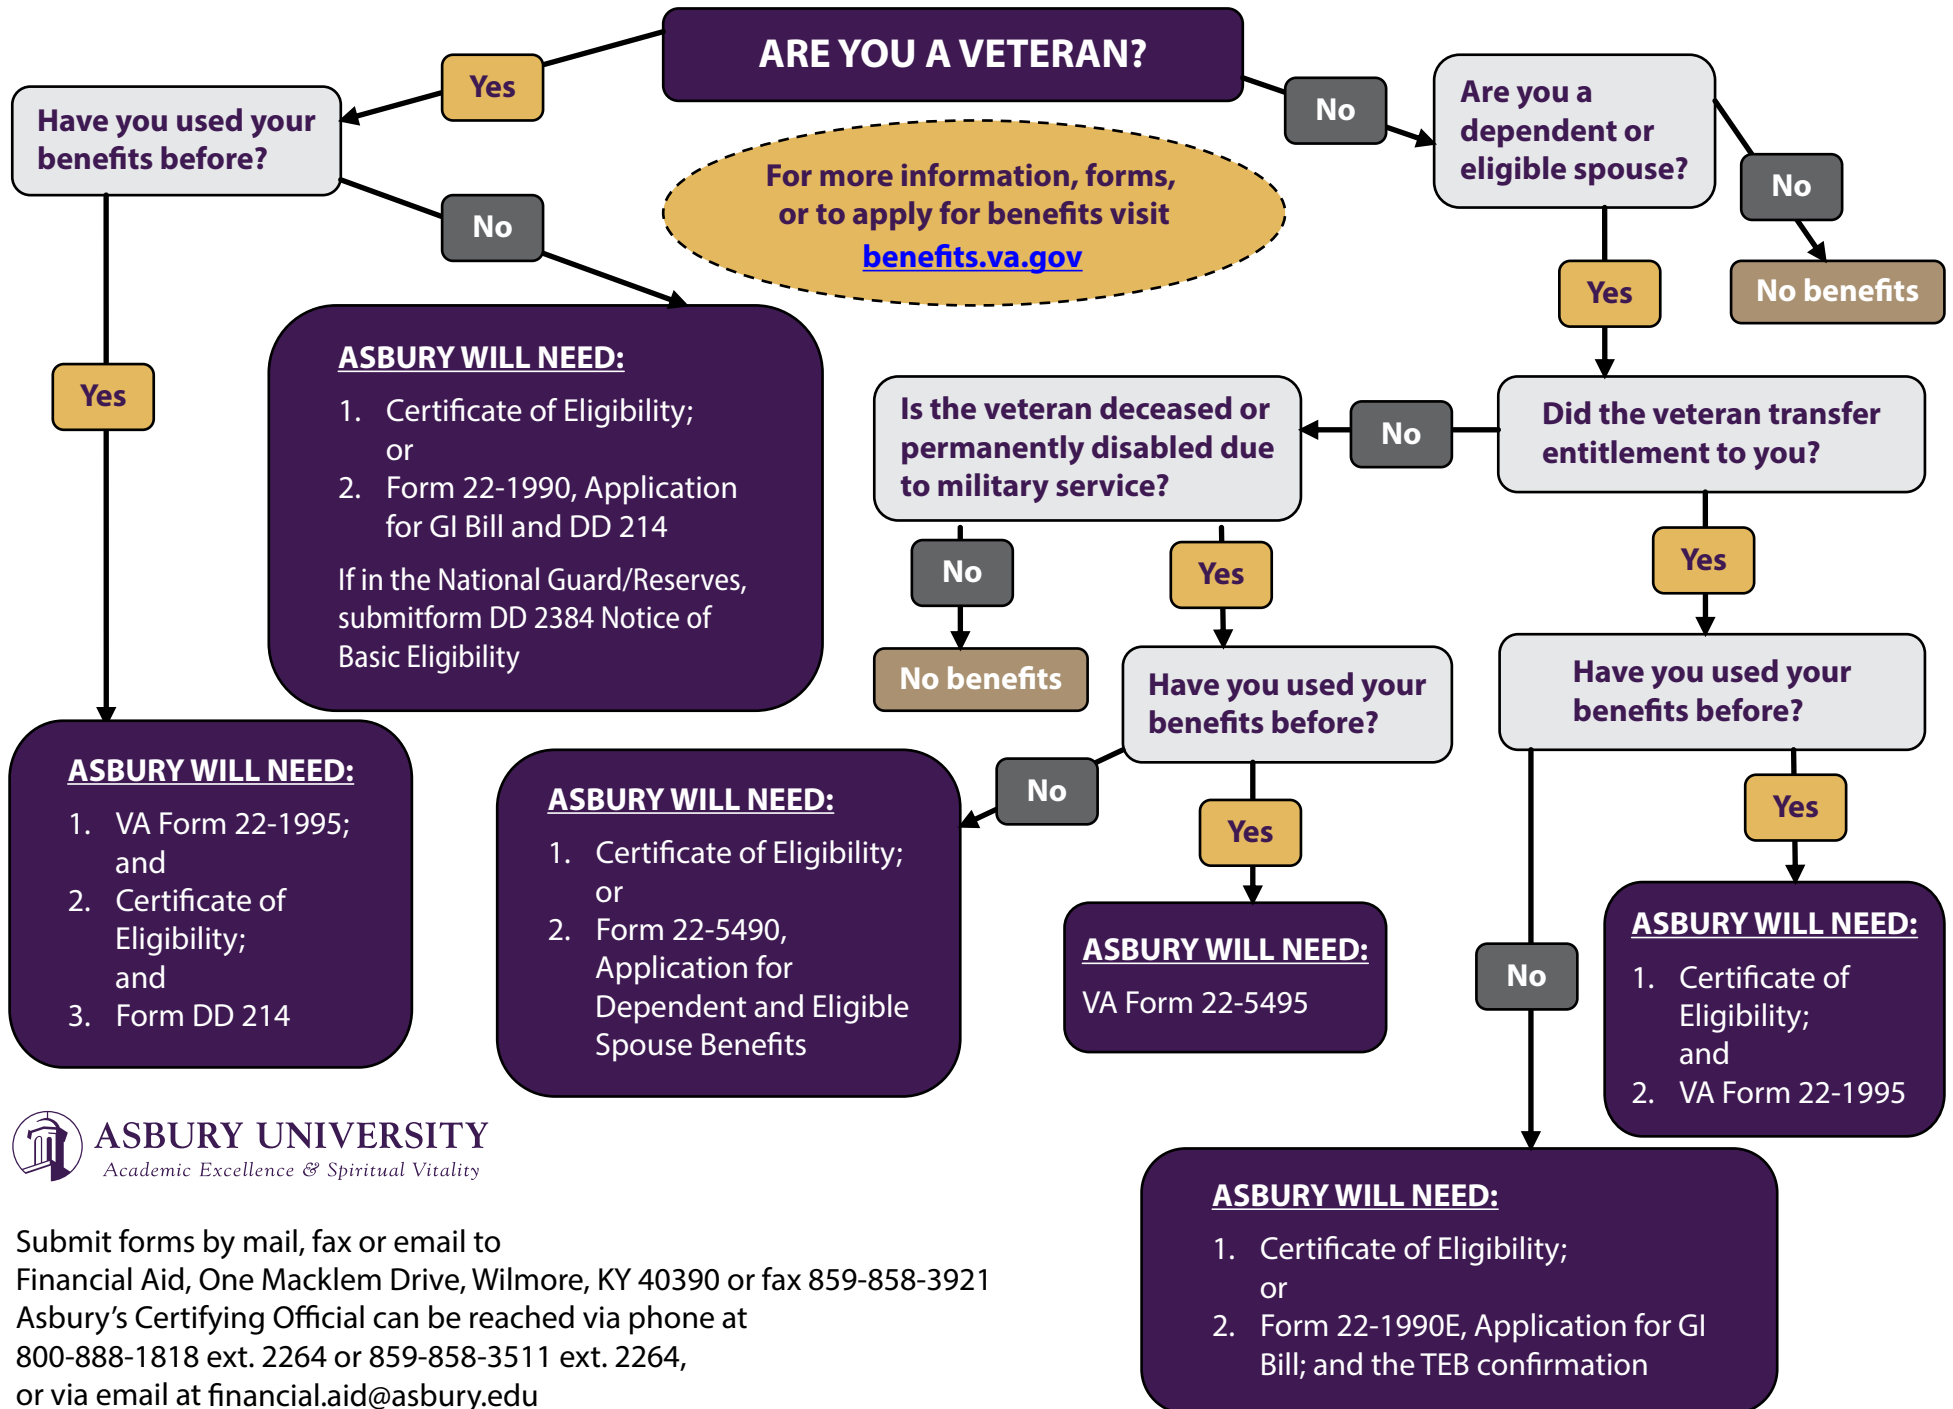 ARE YOU A VETERAN?
Yes
No
Have you used your
benefits before?
Are you a
dependent or
eligible spouse?
For more information, forms,
or to apply for benefits visit
benefits.va.gov
No
No
No benefits
Yes
Yes
ASBURY WILL NEED:
1. Certificate of Eligibility;
or
2. Form 22-1990, Application
for GI Bill and DD 214
If in the National Guard/Reserves,
submitform DD 2384 Notice of
Basic Eligibility
Is the veteran deceased or
permanently disabled due
to military service?
No
Did the veteran transfer
entitlement to you?
No
Yes
Yes
No benefits
Have you used your
benefits before?
Have you used your
benefits before?
ASBURY WILL NEED:
1. VA Form 22-1995;
and
2. Certificate of
Eligibility;
and
3. Form DD 214
ASBURY WILL NEED:
1. Certificate of Eligibility;
or
2. Form 22-5490,
Application for
Dependent and Eligible
Spouse Benefits
No
Yes
Yes
ASBURY WILL NEED:
VA Form 22-5495
No
ASBURY WILL NEED:
1. Certificate of
Eligibility;
and
2. VA Form 22-1995
ASBURY WILL NEED:
1. Certificate of Eligibility;
or
2. Form 22-1990E, Application for GI
Bill; and the TEB confirmation
ASBURY UNIVERSITY
Academic Excellence & Spiritual Vitality
Submit forms by mail, fax or email to
Financial Aid, One Macklem Drive, Wilmore, KY 40390 or fax 859-858-3921
Asbury's Certifying Official can be reached via phone at
800-888-1818 ext. 2264 or 859-858-3511 ext. 2264,
or via email at financial.aid@asbury.edu